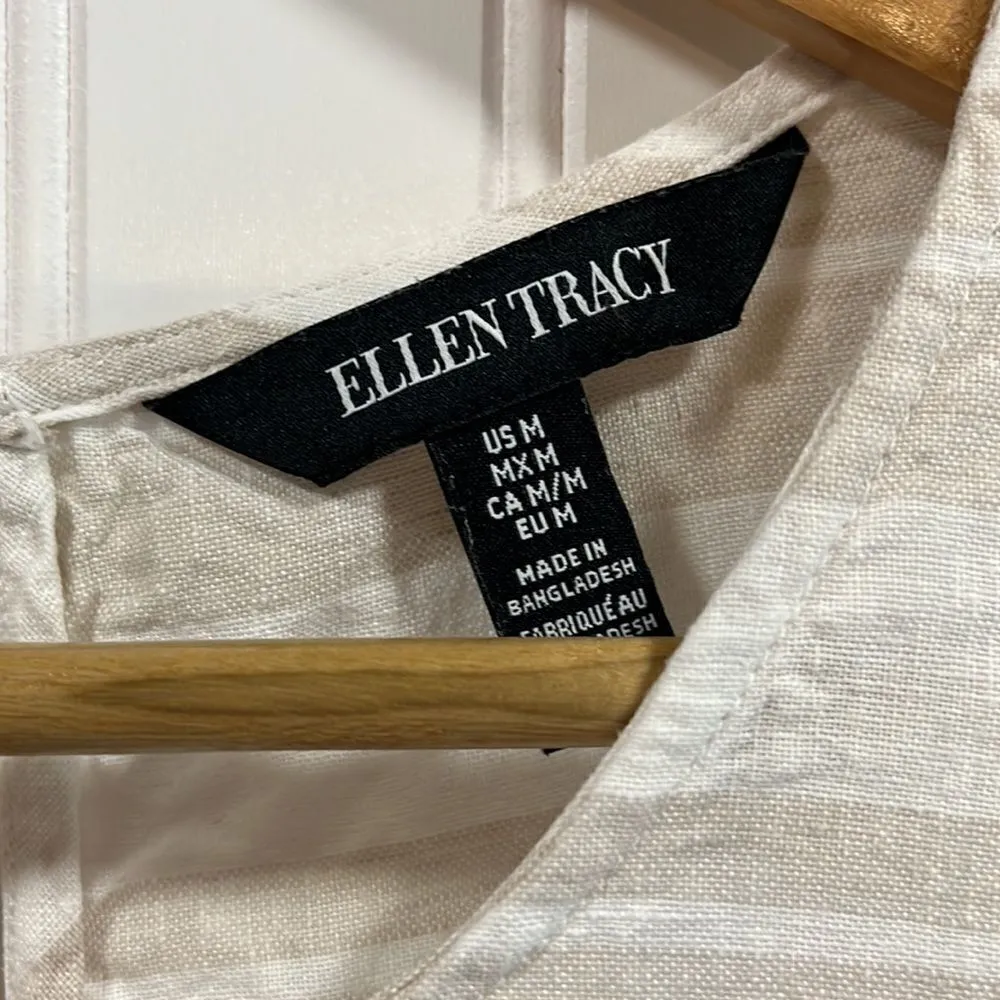 ELLEN TRACY
US M
MX M
CA M/M
EU M
MADE IN
BANGLADESH
FABRIQUÉ AU